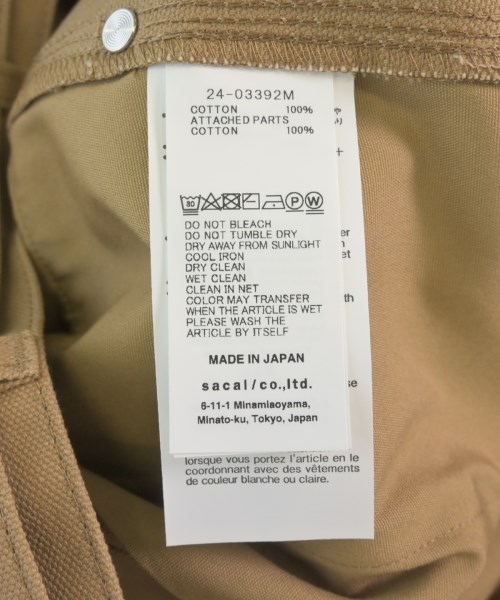 24-03392M
COTTON 100%
ATTACHED PARTS
COTTON 100%
P W
DO NOT BLEACH
DO NOT TUMBLE DRY
DRY AWAY FROM SUNLIGHT
COOL IRON
DRY CLEAN
WET CLEAN
CLEAN IN NET
COLOR MAY TRANSFER
WHEN THE ARTICLE IS WET
PLEASE WASH THE
ARTICLE BY ITSELF
MADE IN JAPAN
sacai/co.,ltd.
6-11-1 Minamiaoyama,
Minato-ku, Tokyo, Japan
lorsque vous portez l'article en le
coordonnant avec des vêtements
de couleur blanche ou claire.